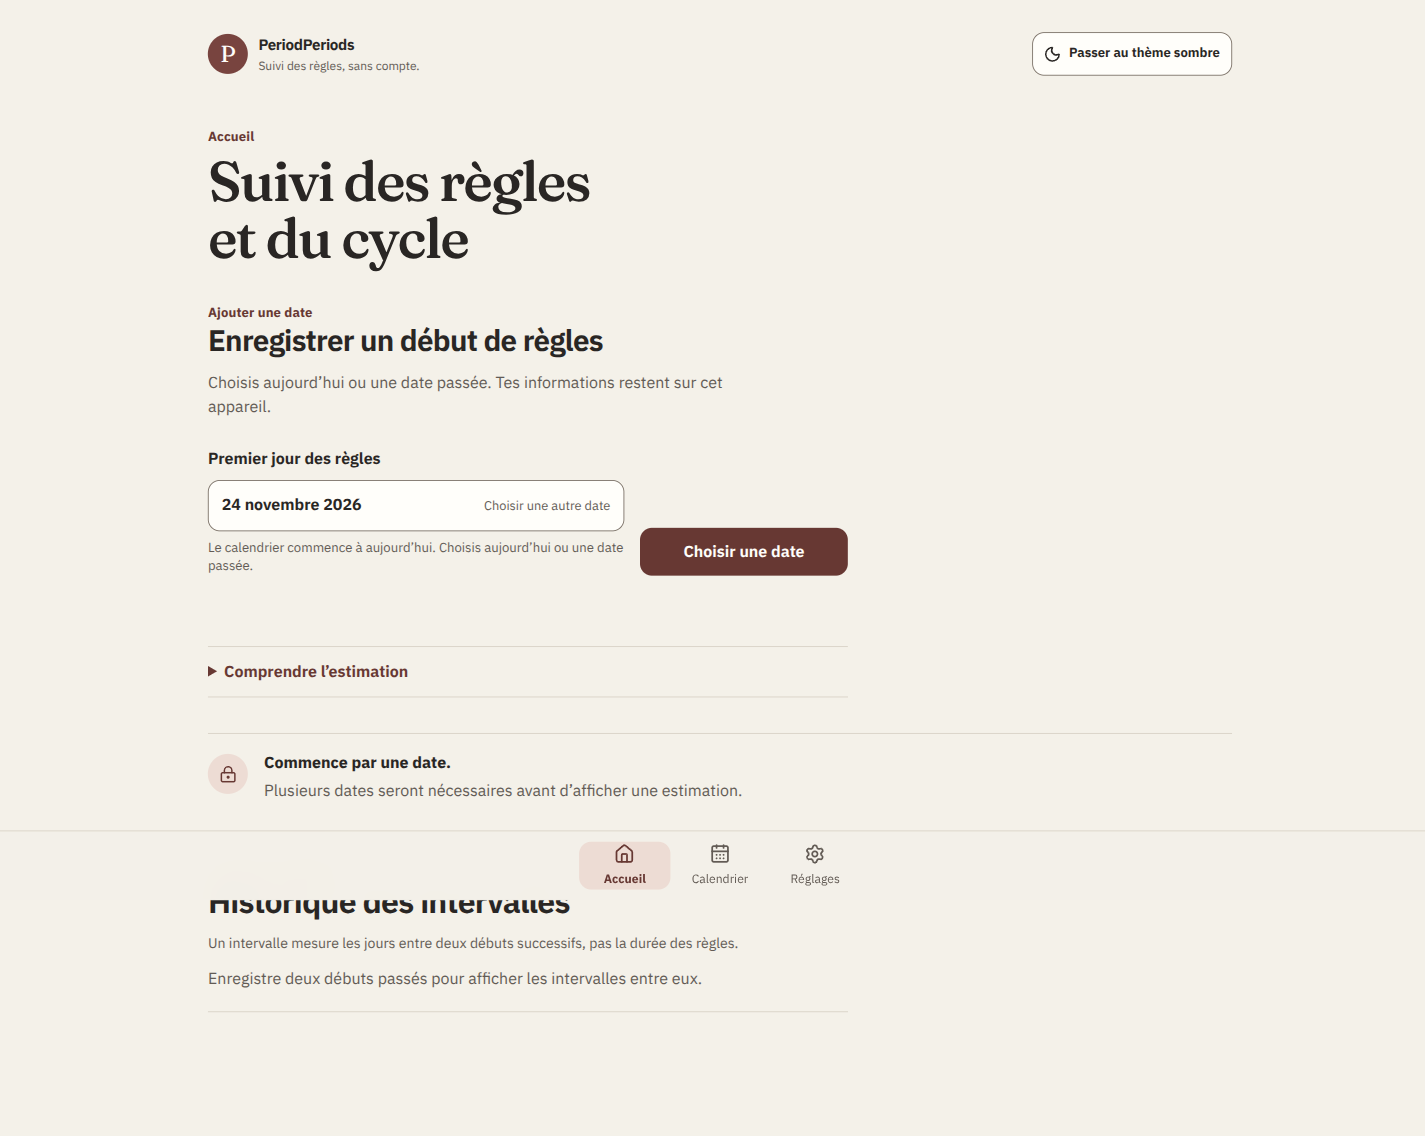 P
PeriodPeriods
Suivi des règles, sans compte.
Passer au thème sombre
Accueil
Suivi des règles
et du cycle
Ajouter une date
Enregistrer un début de règles
Choisis aujourd’hui ou une date passée. Tes informations restent sur cet
appareil.
Premier jour des règles
24 novembre 2026
Choisir une autre date
Le calendrier commence à aujourd’hui. Choisis aujourd’hui ou une date
passée.
Choisir une date
Comprendre l’estimation
Commence par une date.
Plusieurs dates seront nécessaires avant d’afficher une estimation.
Accueil
Calendrier
Réglages
Historique des intervalles
Un intervalle mesure les jours entre deux débuts successifs, pas la durée des règles.
Enregistre deux débuts passés pour afficher les intervalles entre eux.